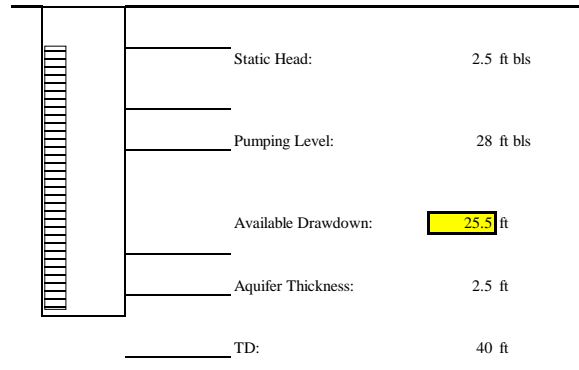 Static Head: 2.5 ft bls
Pumping Level: 28 ft bls
Available Drawdown: 25.5 ft
Aquifer Thickness: 2.5 ft
TD: 40 ft